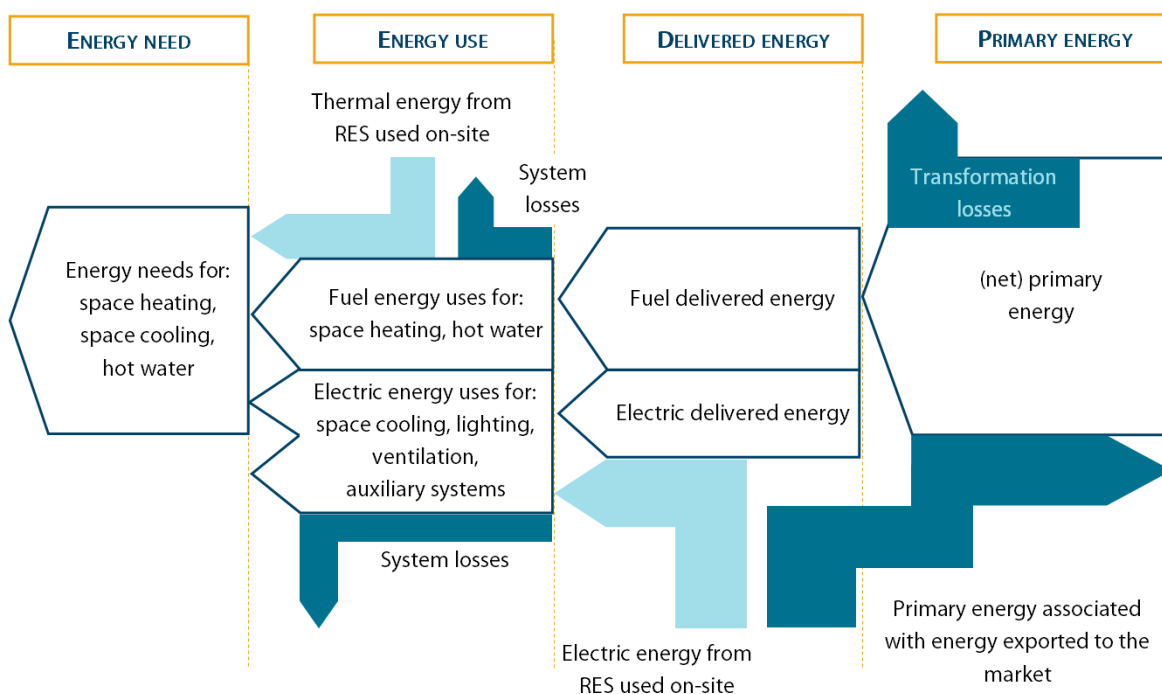 ENERGY NEED
ENERGY USE
DELIVERED ENERGY
PRIMARY ENERGY
Thermal energy from
RES used on-site
System
losses
Transformation
losses
Energy needs for:
space heating,
space cooling,
hot water
Fuel energy uses for:
space heating, hot water
Fuel delivered energy
(net) primary
energy
Electric energy uses for:
space cooling, lighting,
ventilation,
auxiliary systems
Electric delivered energy
System losses
Electric energy from
RES used on-site
Primary energy associated
with energy exported to the
market